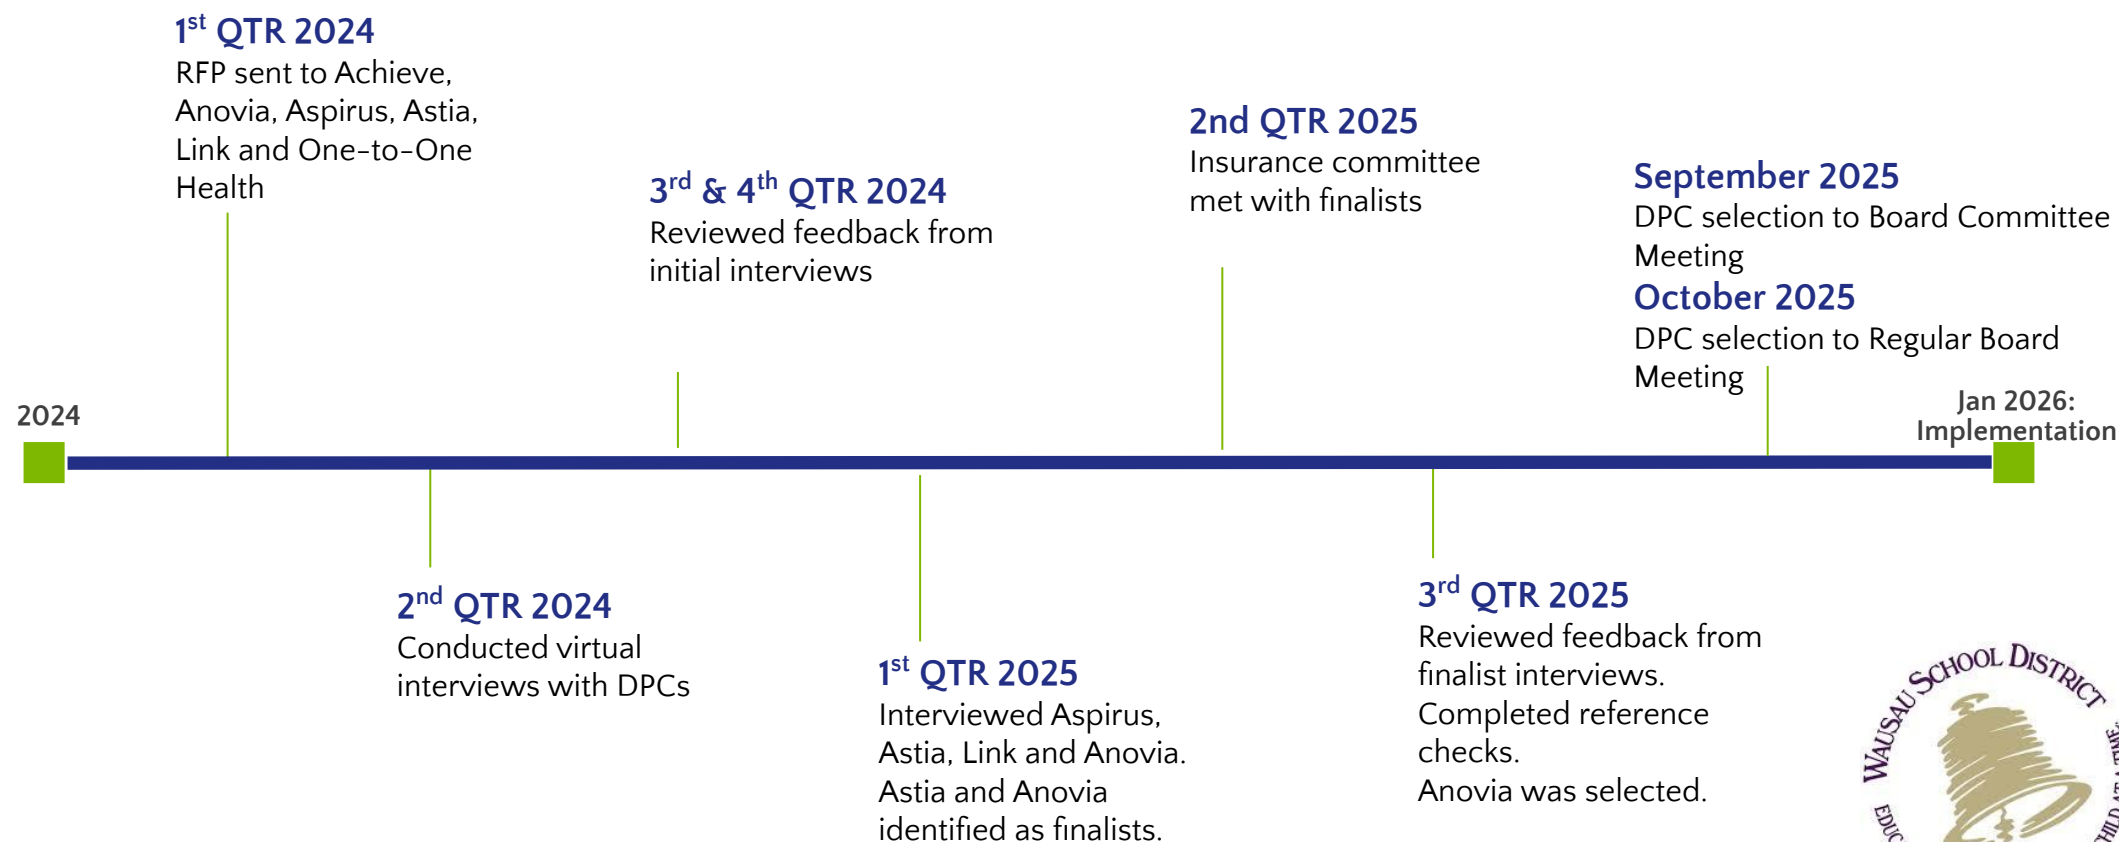 1st QTR 2024
RFP sent to Achieve,
Anovia, Aspirus, Astia,
Link and One-to-One
Health
3rd & 4th QTR 2024
Reviewed feedback from
initial interviews
2nd QTR 2025
Insurance committee
met with finalists
September 2025
DPC selection to Board Committee
Meeting
October 2025
DPC selection to Regular Board
Meeting
2024
Jan 2026:
Implementation
2nd QTR 2024
Conducted virtual
interviews with DPCs
1st QTR 2025
Interviewed Aspirus,
Astia, Link and Anovia.
Astia and Anovia
identified as finalists.
3rd QTR 2025
Reviewed feedback from
finalist interviews.
Completed reference
checks.
Anovia was selected.
WAUSAU SCHOOL DISTRICT